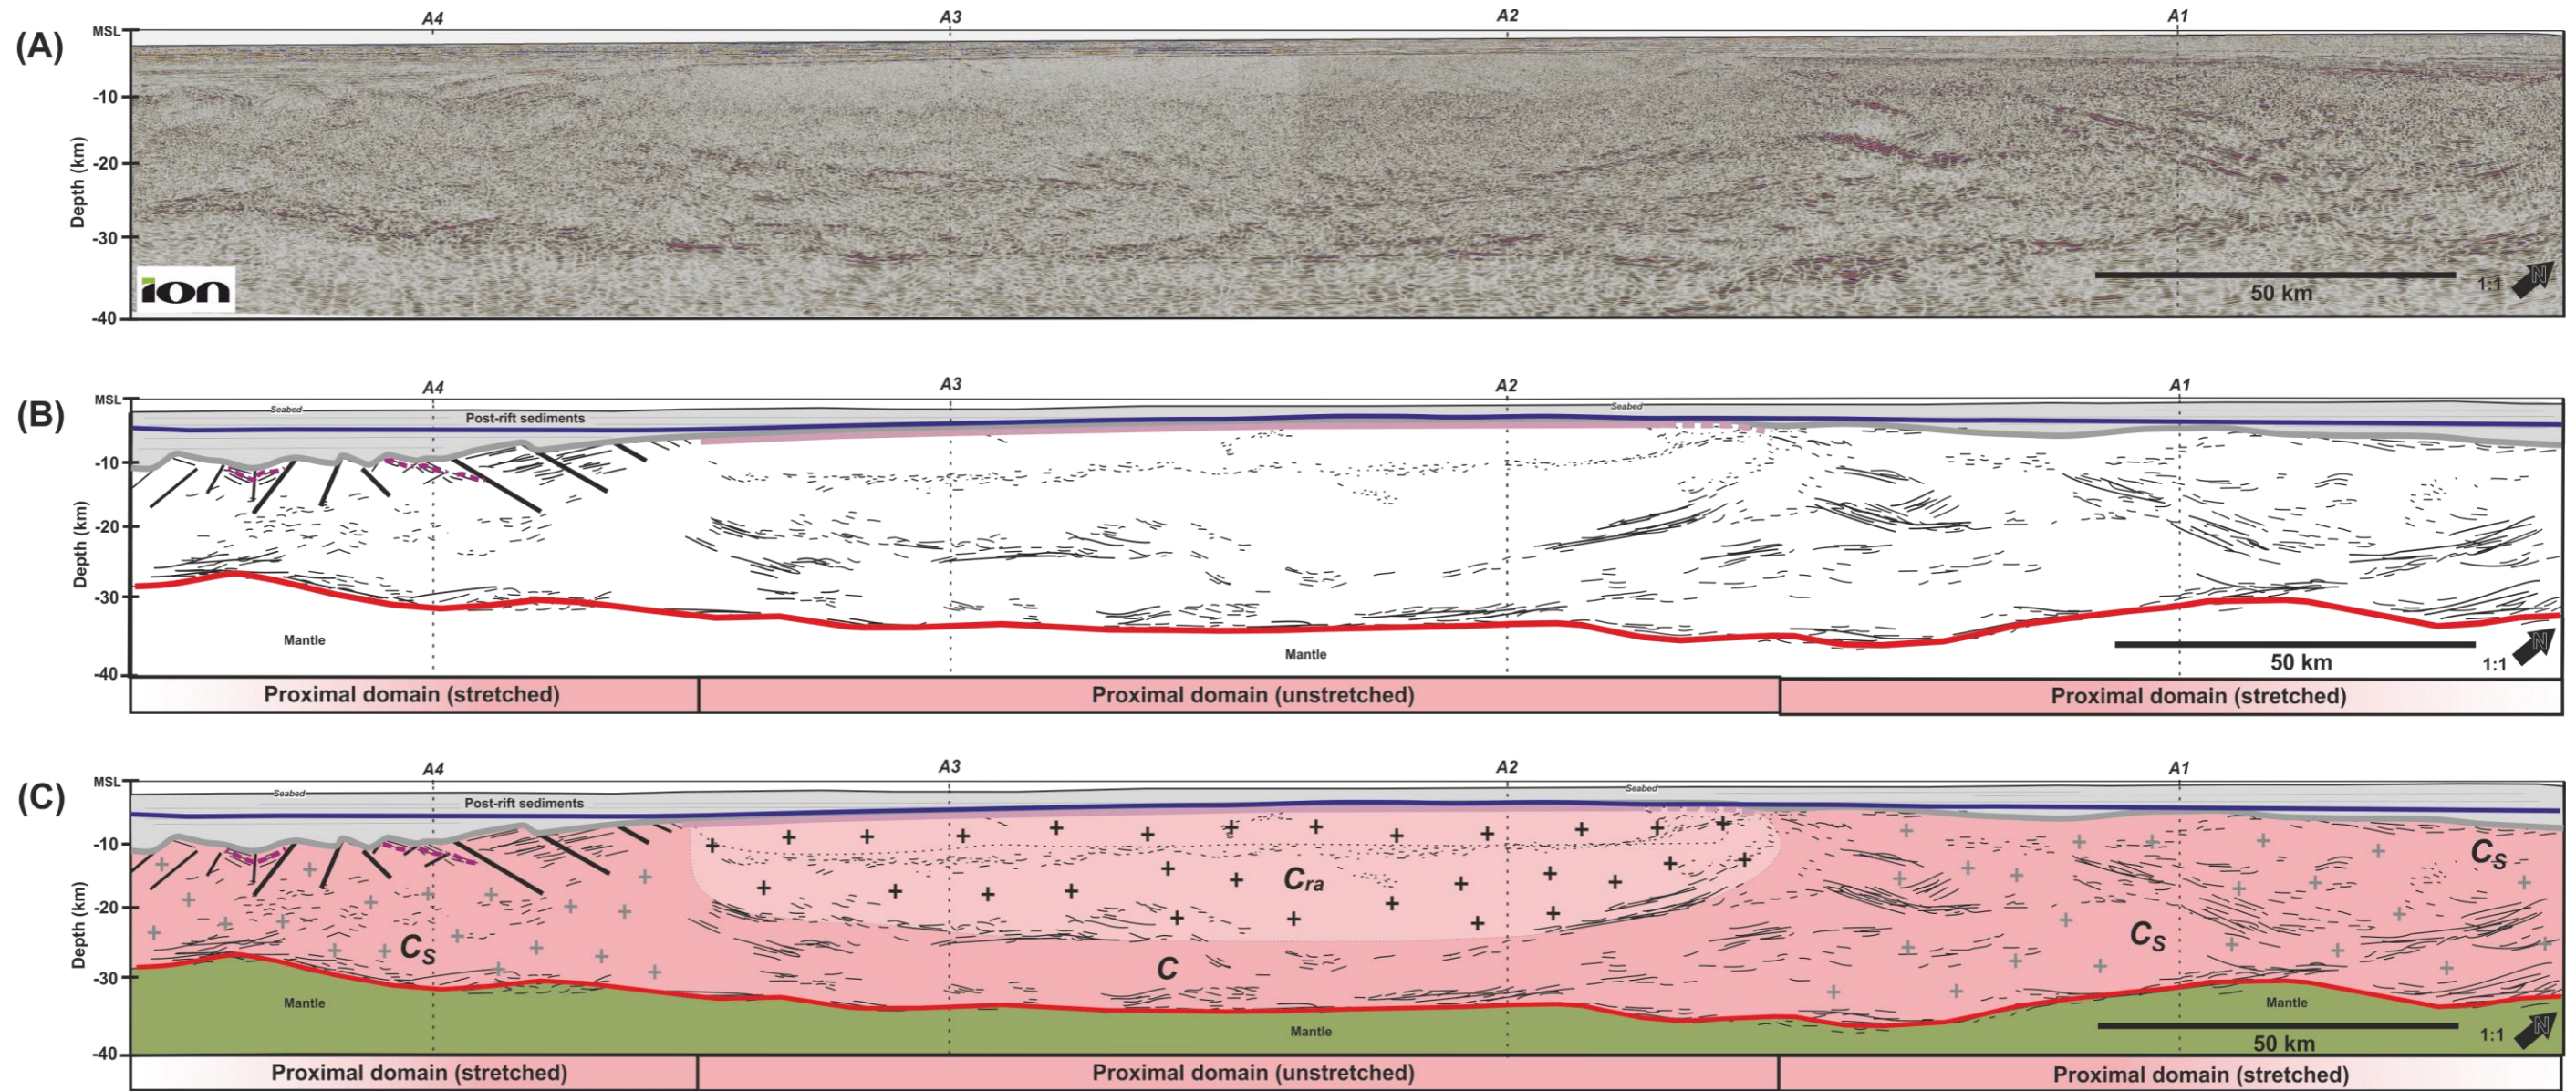 (A)
A4 A3 A2 A1
MSL
-10
-20
-30
-40
Depth (km)
ion
50 km
1:1
N
(B)
A4 A3 A2 A1
MSL
-10
-20
-30
-40
Depth (km)
Seabed
Post-rift sediments
Seabed
Mantle
Mantle
50 km
1:1
N
Proximal domain (stretched) Proximal domain (unstretched) Proximal domain (stretched)
(C)
A4 A3 A2 A1
MSL
-10
-20
-30
-40
Depth (km)
Seabed
Post-rift sediments
Seabed
Cra
CS
CS
CS
C
Mantle
Mantle
Mantle
50 km
1:1
N
Proximal domain (stretched) Proximal domain (unstretched) Proximal domain (stretched)